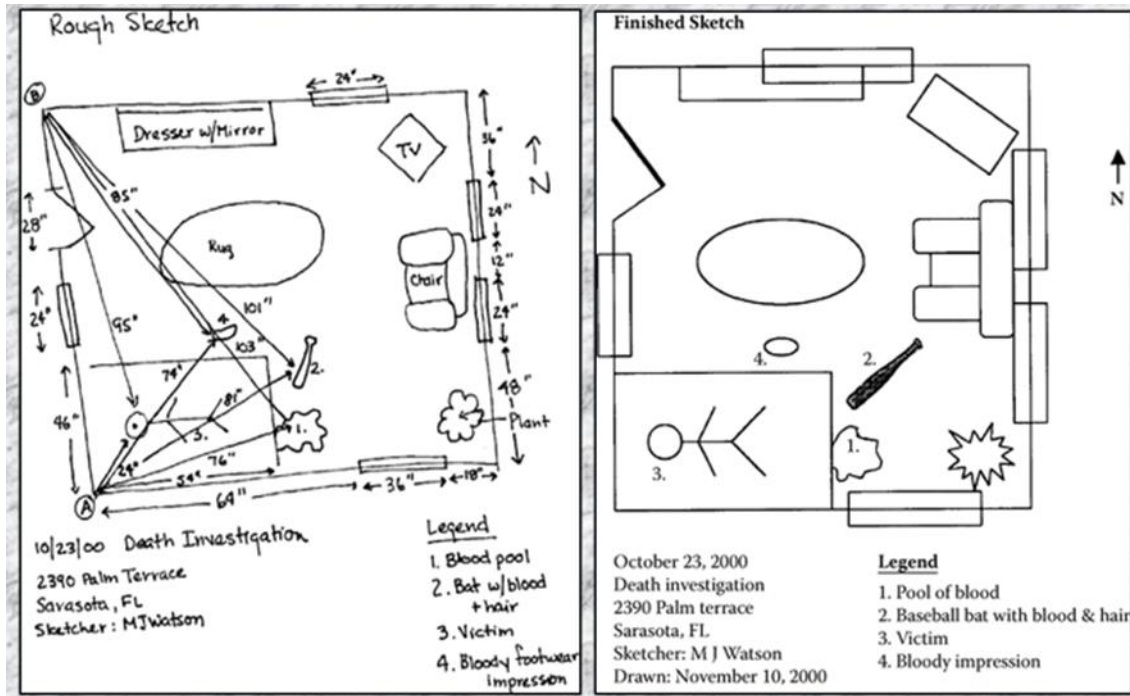 Rough Sketch
B
24"
Dresser w/Mirror
TV
36"
N
85"
28"
24"
Rug
12"
Chair
24"
24"
101"
95"
4.
103"
2.
74"
81"
48"
46"
3.
1.
Plant
24"
76"
54"
A
64"
36"
18"
10/23/00 Death Investigation
2390 Palm Terrace
Sarasota, FL
Sketcher: MJWatson
Legend
1. Blood pool
2. Bat w/blood
+ hair
3. Victim
4. Bloody footwear
impression
Finished Sketch
N
4.
2.
1.
3.
October 23, 2000
Death investigation
2390 Palm terrace
Sarasota, FL
Sketcher: M J Watson
Drawn: November 10, 2000
Legend
1. Pool of blood
2. Baseball bat with blood & hair
3. Victim
4. Bloody impression